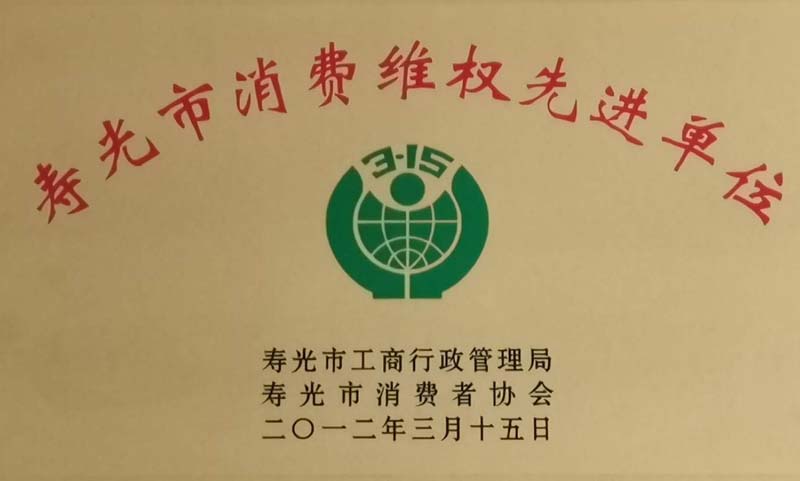 寿光市消费维权先进单位
3·15
寿光市工商行政管理局
寿光市消费者协会
二〇一二年三月十五日